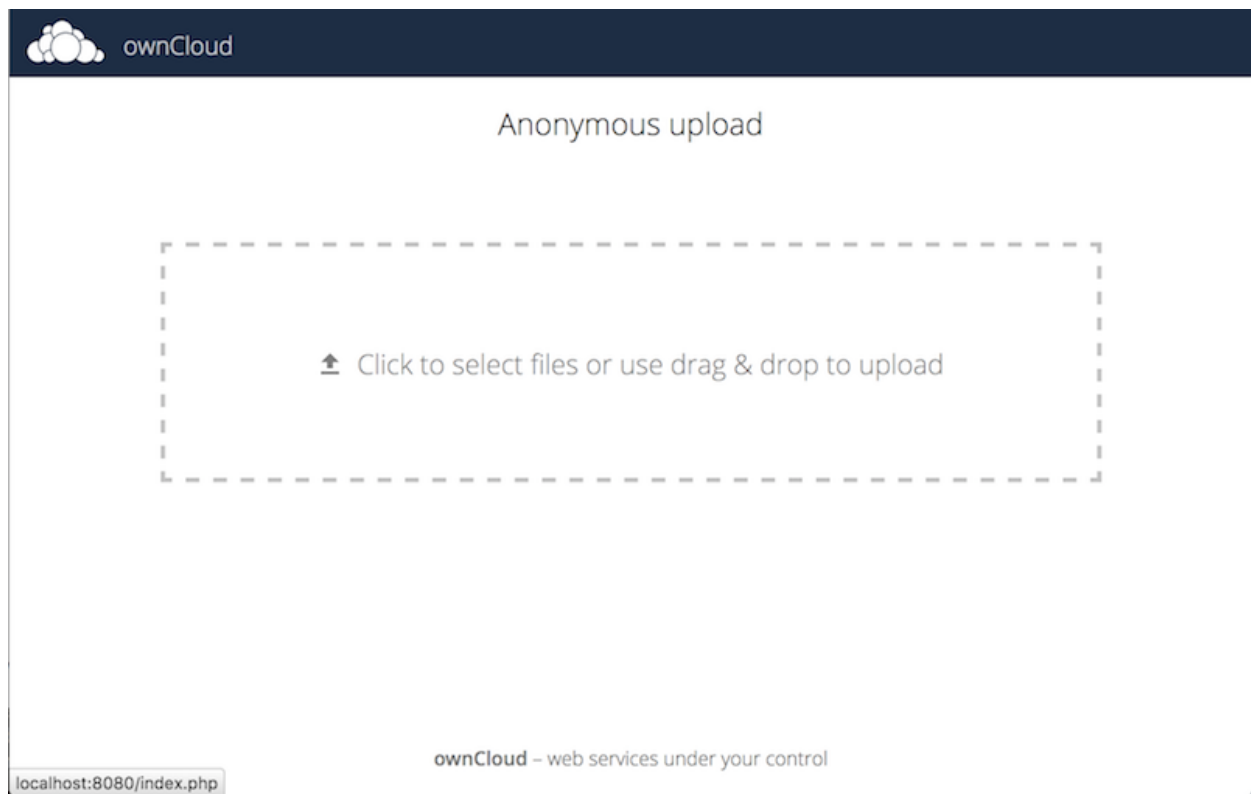 ownCloud
Anonymous upload
Click to select files or use drag & drop to upload
ownCloud – web services under your control
localhost:8080/index.php